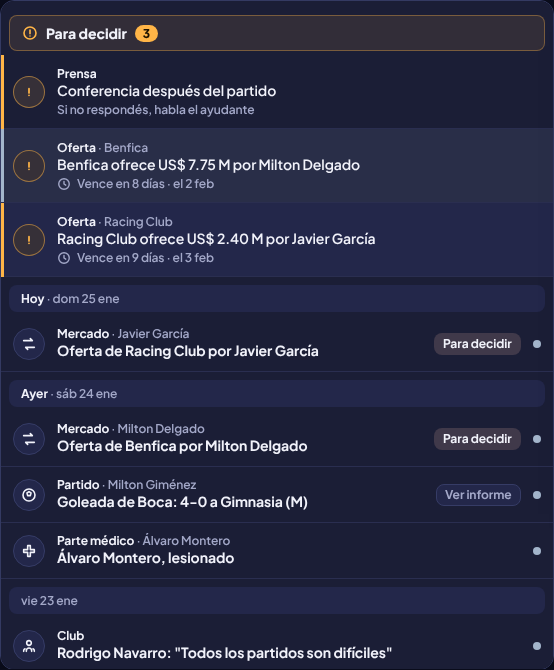 Para decidir 3
Prensa
Conferencia después del partido
Si no respondés, habla el ayudante
Oferta · Benfica
Benfica ofrece US$ 7.75 M por Milton Delgado
Vence en 8 días · el 2 feb
Oferta · Racing Club
Racing Club ofrece US$ 2.40 M por Javier García
Vence en 9 días · el 3 feb
Hoy · dom 25 ene
Mercado · Javier García
Oferta de Racing Club por Javier García
Para decidir
Ayer · sáb 24 ene
Mercado · Milton Delgado
Oferta de Benfica por Milton Delgado
Para decidir
Partido · Milton Giménez
Goleada de Boca: 4-0 a Gimnasia (M)
Ver informe
Parte médico · Álvaro Montero
Álvaro Montero, lesionado
vie 23 ene
Club
Rodrigo Navarro: "Todos los partidos son difíciles"